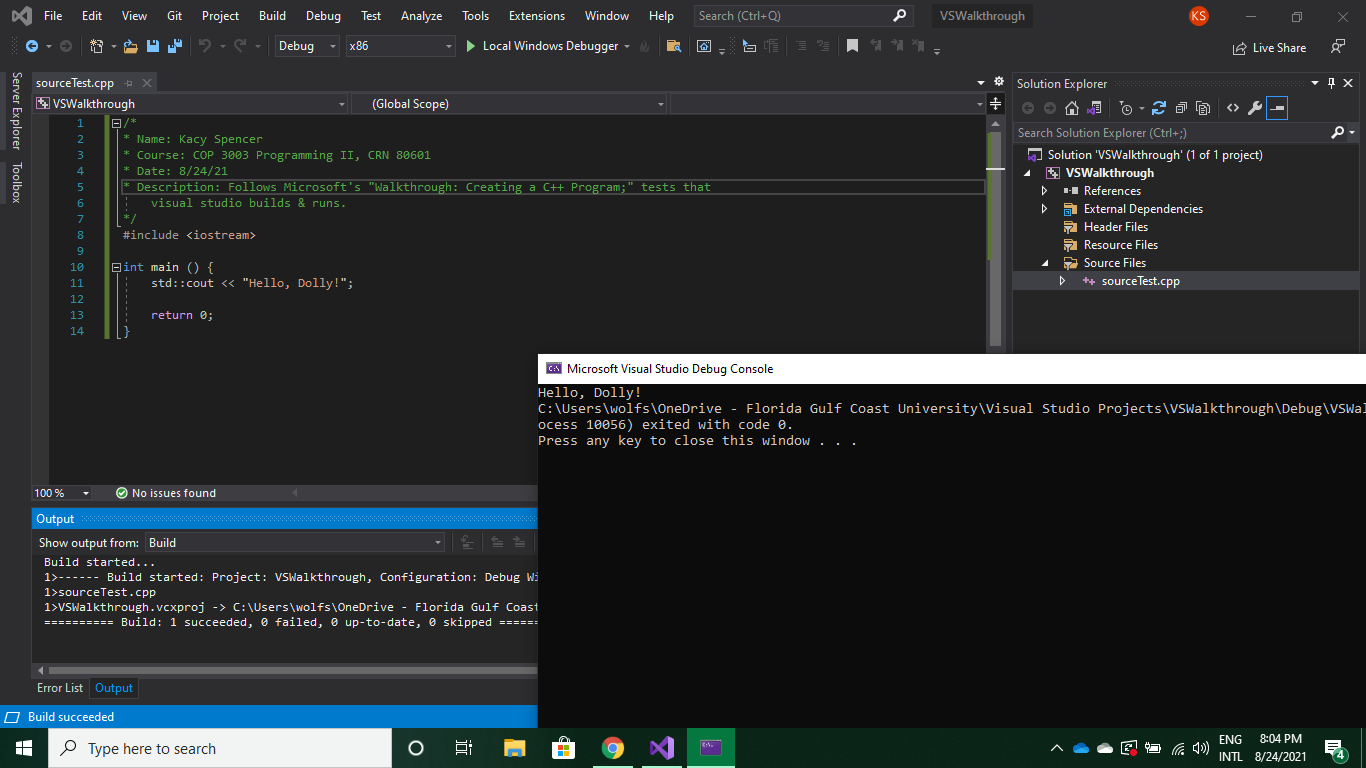 File Edit View Git Project Build Debug Test Analyze Tools Extensions Window Help Search (Ctrl+Q) VSWalkthrough KS
Debug x86 Local Windows Debugger Live Share
Server Explorer
Toolbox
sourceTest.cpp
VSWalkthrough (Global Scope)
1 /*
2 * Name: Kacy Spencer
3 * Course: COP 3003 Programming II, CRN 80601
4 * Date: 8/24/21
5 * Description: Follows Microsoft's "Walkthrough: Creating a C++ Program;" tests that
6 visual studio builds & runs.
7 */
8 #include <iostream>
9
10 int main () {
11 std::cout << "Hello, Dolly!";
12
13 return 0;
14 }
100 % No issues found
Solution Explorer
Search Solution Explorer (Ctrl+;)
Solution 'VSWalkthrough' (1 of 1 project)
VSWalkthrough
References
External Dependencies
Header Files
Resource Files
Source Files
sourceTest.cpp
Microsoft Visual Studio Debug Console
Hello, Dolly!
C:\Users\wolfs\OneDrive - Florida Gulf Coast University\Visual Studio Projects\VSWalkthrough\Debug\VSWal
ocess 10056) exited with code 0.
Press any key to close this window . . .
Output
Show output from: Build
Build started...
1>------ Build started: Project: VSWalkthrough, Configuration: Debug Wi
1>sourceTest.cpp
1>VSWalkthrough.vcxproj -> C:\Users\wolfs\OneDrive - Florida Gulf Coast
========== Build: 1 succeeded, 0 failed, 0 up-to-date, 0 skipped ======
Error List Output
Build succeeded
Type here to search
ENG
INTL
8:04 PM
8/24/2021
4